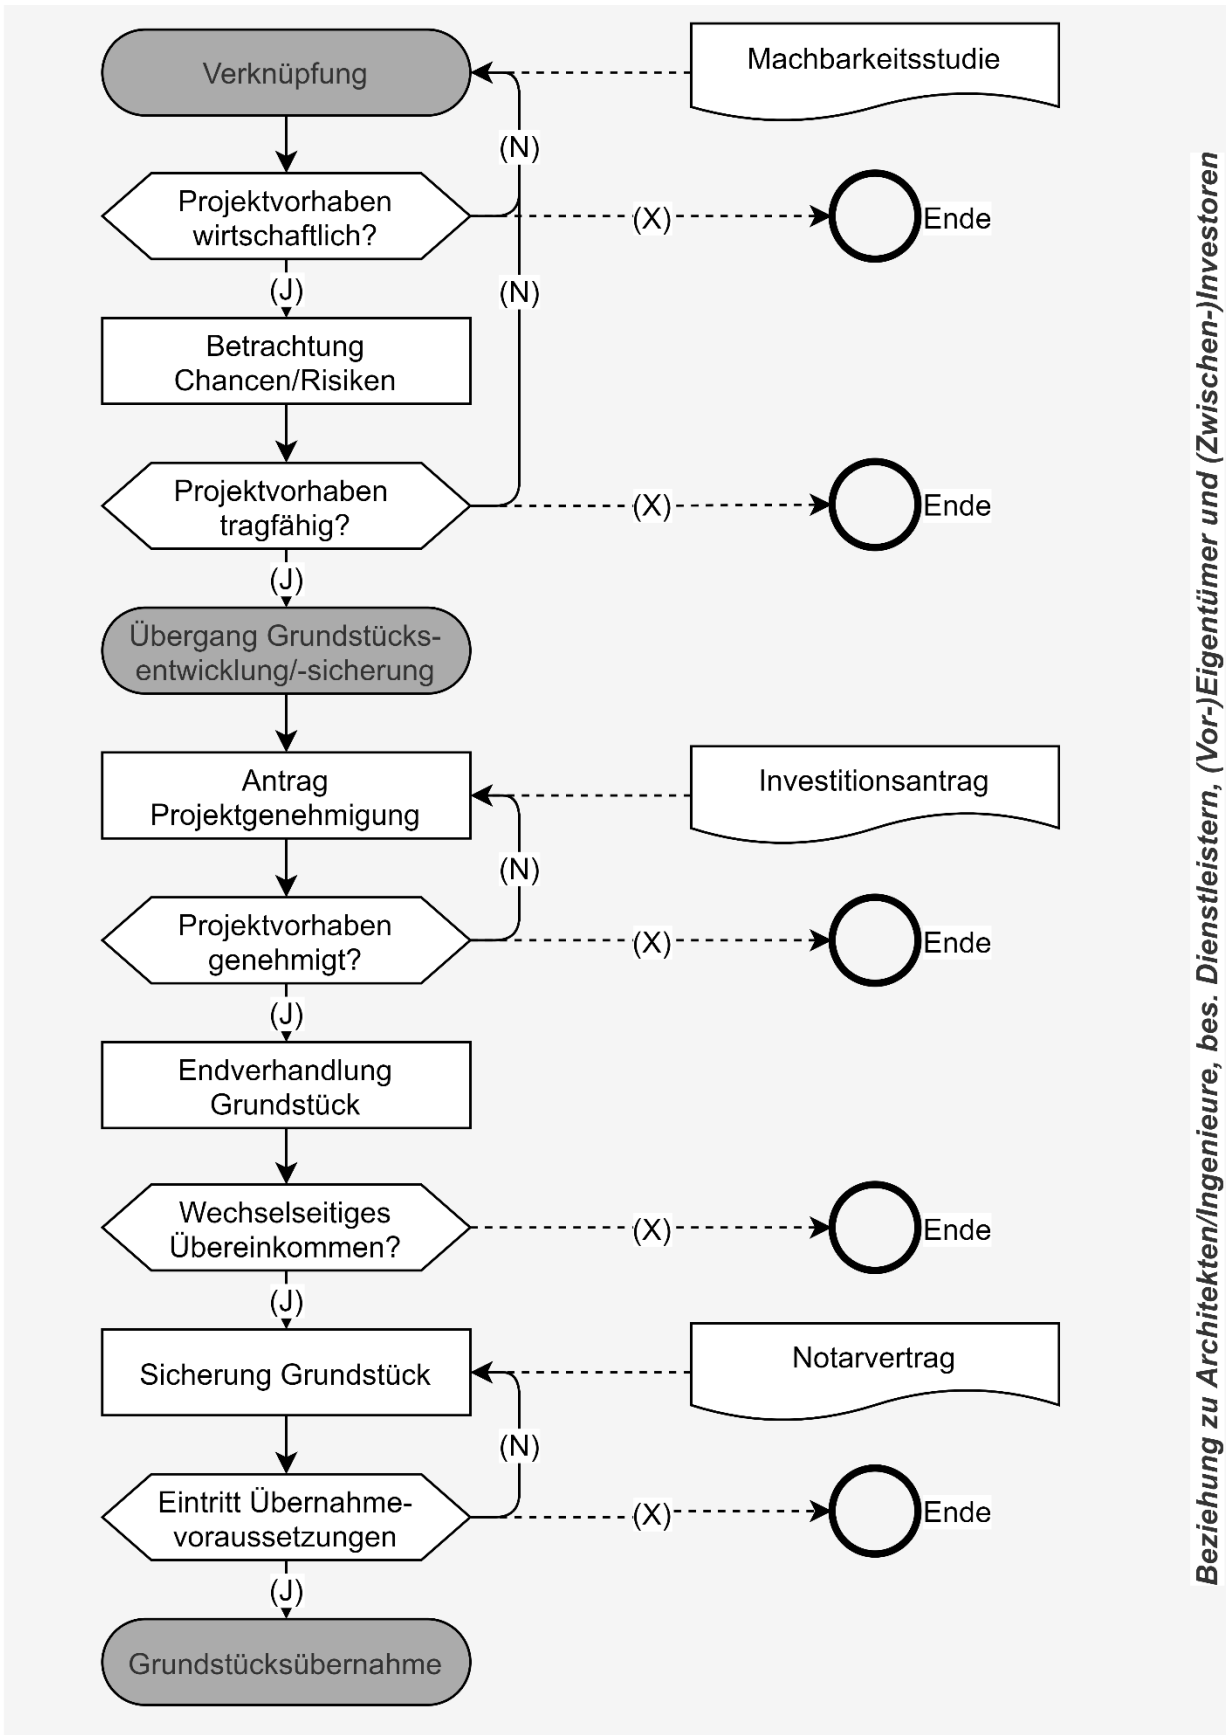 Verknüpfung
Machbarkeitsstudie
(N)
Projektvorhaben
wirtschaftlich?
(X)
Ende
(J)
(N)
Betrachtung
Chancen/Risiken
Projektvorhaben
tragfähig?
(X)
Ende
(J)
Übergang Grundstücks-
entwicklung/-sicherung
Antrag
Projektgenehmigung
Investitionsantrag
(N)
Projektvorhaben
genehmigt?
(X)
Ende
(J)
Endverhandlung
Grundstück
Wechselseitiges
Übereinkommen?
(X)
Ende
(J)
Sicherung Grundstück
Notarvertrag
(N)
Eintritt Übernahme-
voraussetzungen
(X)
Ende
(J)
Grundstücksübernahme
Beziehung zu Architekten/Ingenieure, bes. Dienstleistern, (Vor-)Eigentümer und (Zwischen-)Investoren